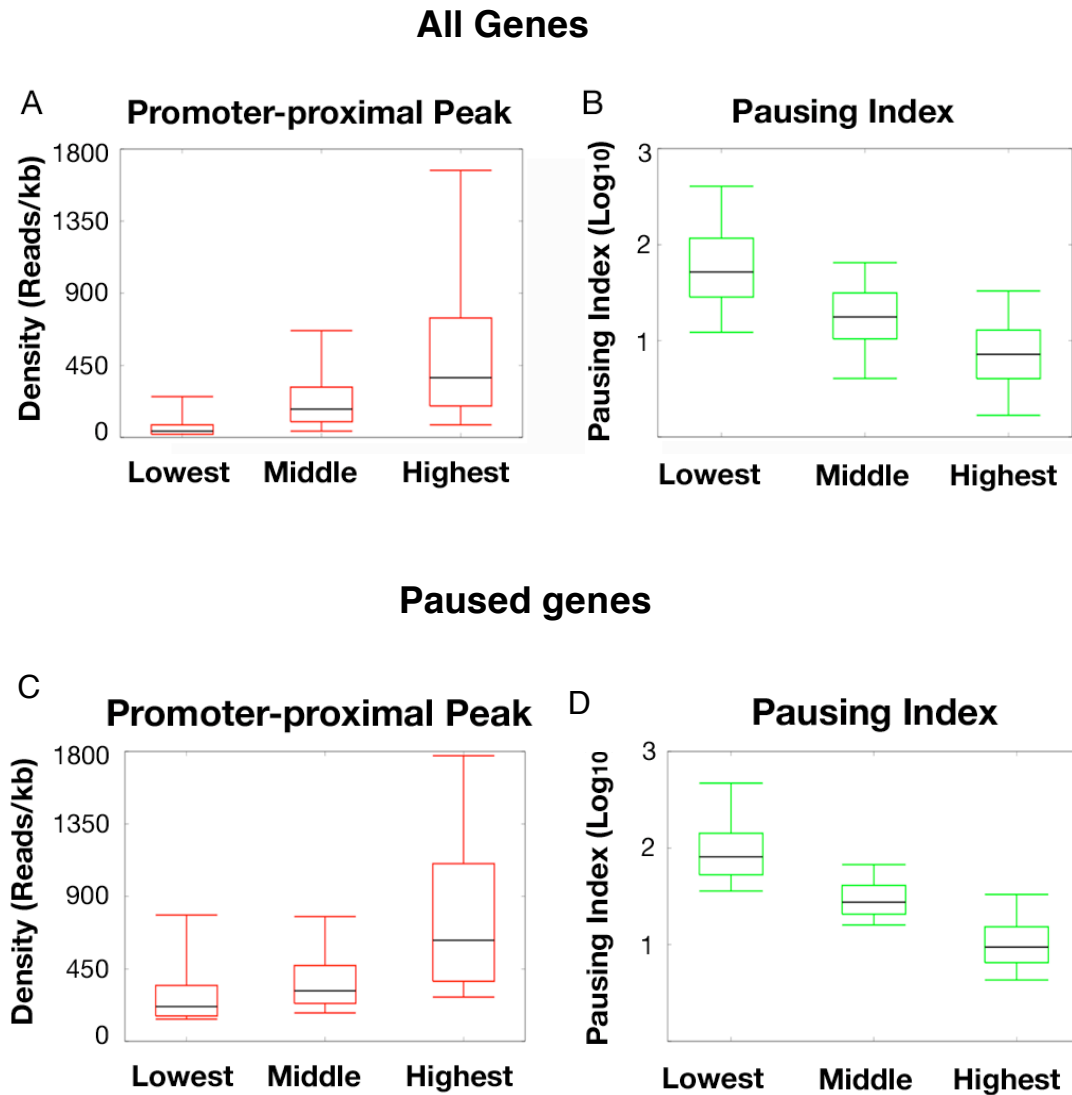 All Genes
A
Promoter-proximal Peak
Density (Reads/kb)
1800
1350
900
450
0
Lowest
Middle
Highest
B
Pausing Index
Pausing Index (Log10)
3
2
1
Lowest
Middle
Highest
Paused genes
C
Promoter-proximal Peak
Density (Reads/kb)
1800
1350
900
450
0
Lowest
Middle
Highest
D
Pausing Index
Pausing Index (Log10
3
2
1
Lowest
Middle
Highest